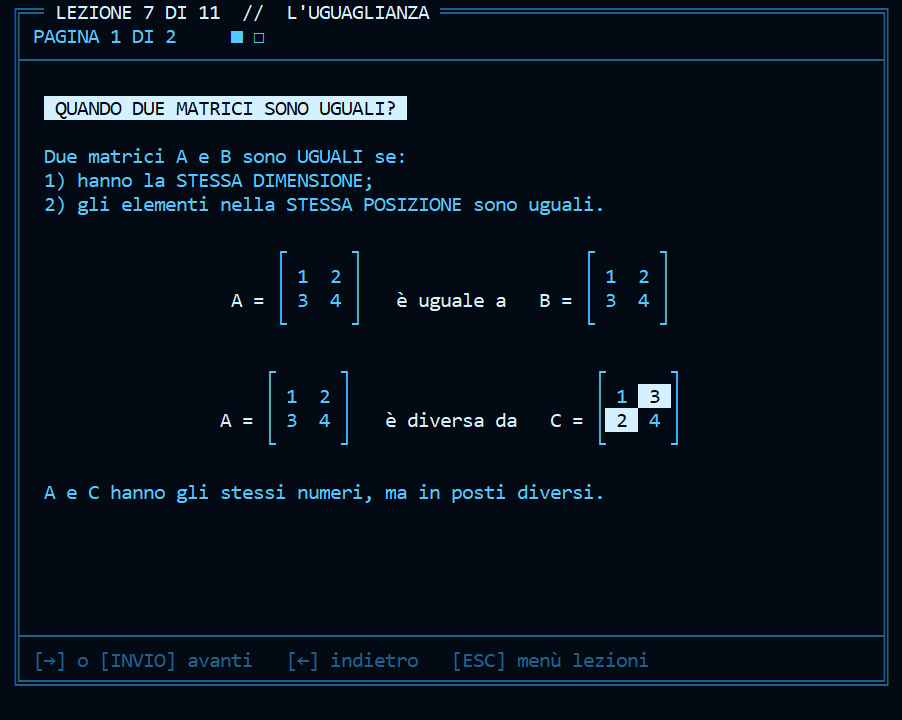 LEZIONE 7 DI 11 // L'UGUAGLIANZA
PAGINA 1 DI 2 ■ □
QUANDO DUE MATRICI SONO UGUALI?
Due matrici A e B sono UGUALI se:
1) hanno la STESSA DIMENSIONE;
2) gli elementi nella STESSA POSIZIONE sono uguali.
1 2 1 2
A = 3 4 è uguale a B = 3 4
1 2 1 3
A = 3 4 è diversa da C = 2 4
A e C hanno gli stessi numeri, ma in posti diversi.
[→] o [INVIO] avanti [←] indietro [ESC] menù lezioni